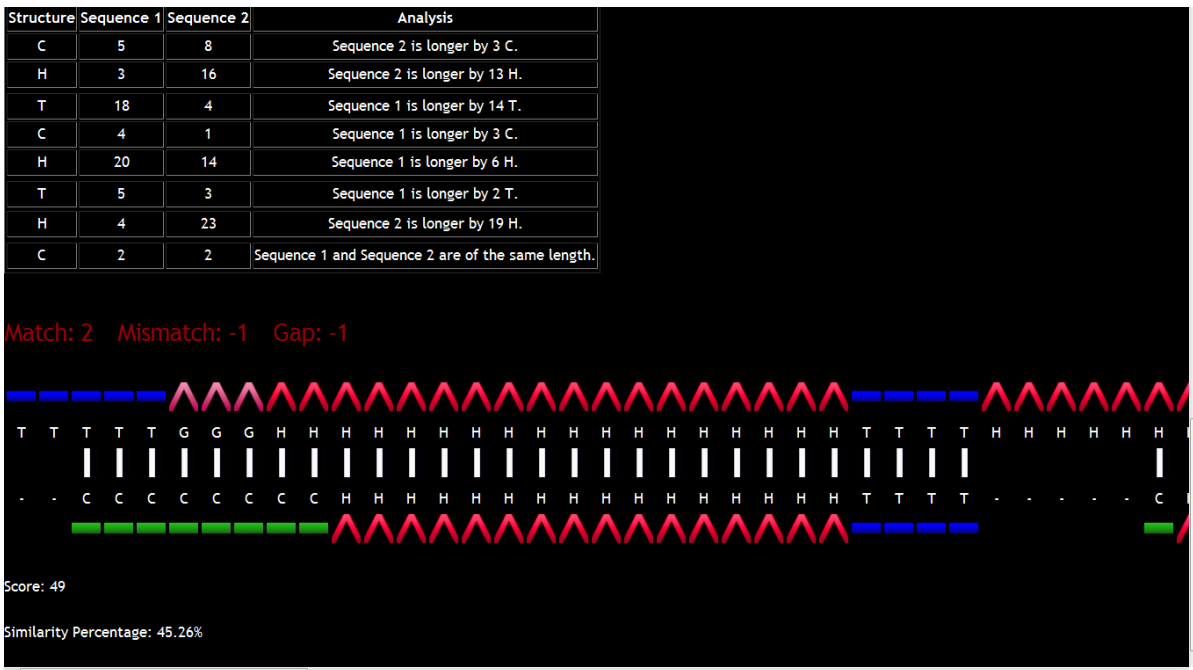 Structure Sequence 1 Sequence 2 Analysis
C 5 8 Sequence 2 is longer by 3 C.
H 3 16 Sequence 2 is longer by 13 H.
T 18 4 Sequence 1 is longer by 14 T.
C 4 1 Sequence 1 is longer by 3 C.
H 20 14 Sequence 1 is longer by 6 H.
T 5 3 Sequence 1 is longer by 2 T.
H 4 23 Sequence 2 is longer by 19 H.
C 2 2 Sequence 1 and Sequence 2 are of the same length.
Match: 2 Mismatch: -1 Gap: -1
T T T T T G G G H H H H H H H H H H H H H H H H H H T T T T H H H H H H
- - C C C C C C C C H H H H H H H H H H H H H H H H T T T T - - - - - C
Score: 49
Similarity Percentage: 45.26%